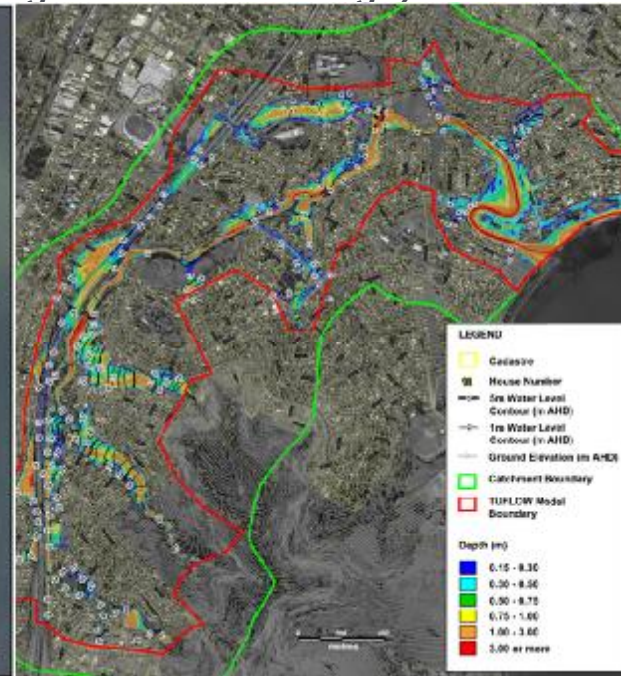 LEGEND
Cadastre
House Number
5m Water Level
Contour (m AHD)
1m Water Level
Contour (m AHD)
Ground Elevation (m AHD)
Catchment Boundary
TUFLOW Model
Boundary
Depth (m)
0.15 - 0.30
0.30 - 0.50
0.50 - 0.75
0.75 - 1.00
1.00 - 3.00
3.00 or more
metres